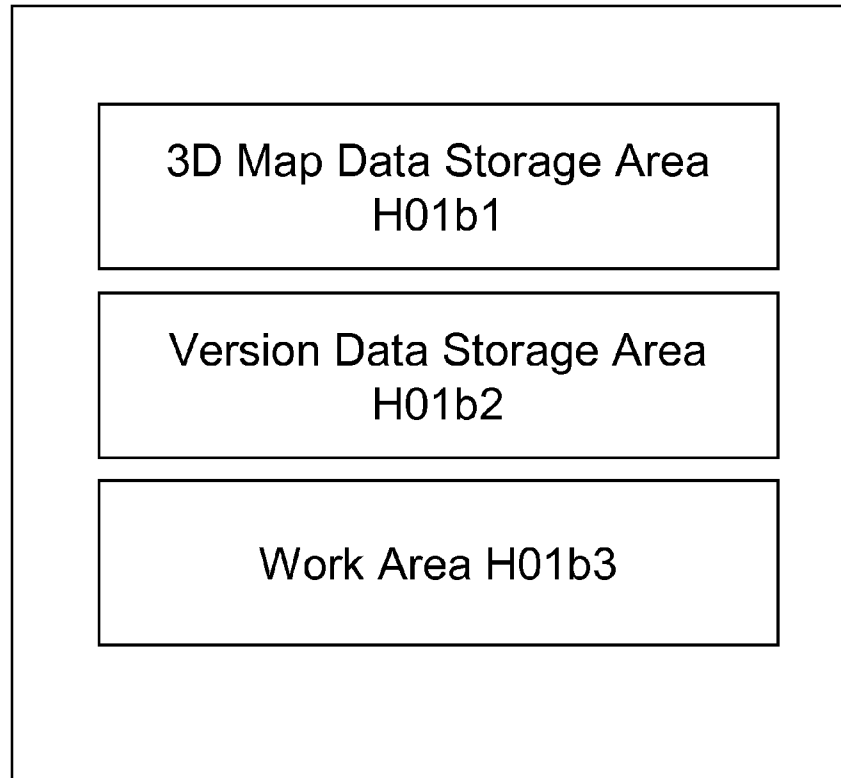 3D Map Data Storage Area
H01b1
Version Data Storage Area
H01b2
Work Area H01b3